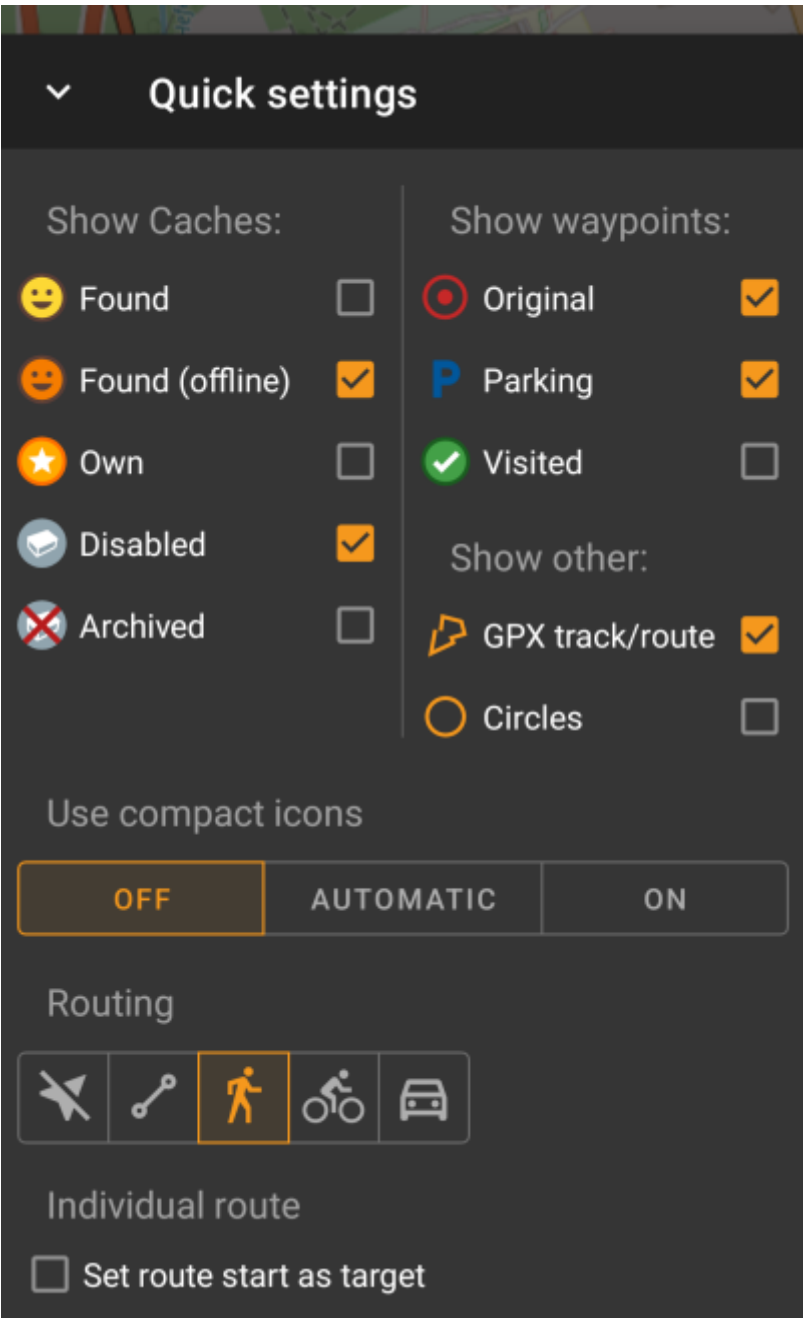 Quick settings
Show Caches:
Found
Found (offline)
Own
Disabled
Archived
Show waypoints:
Original
P Parking
Visited
Show other:
GPX track/route
Circles
Use compact icons
OFF AUTOMATIC ON
Routing
Individual route
Set route start as target